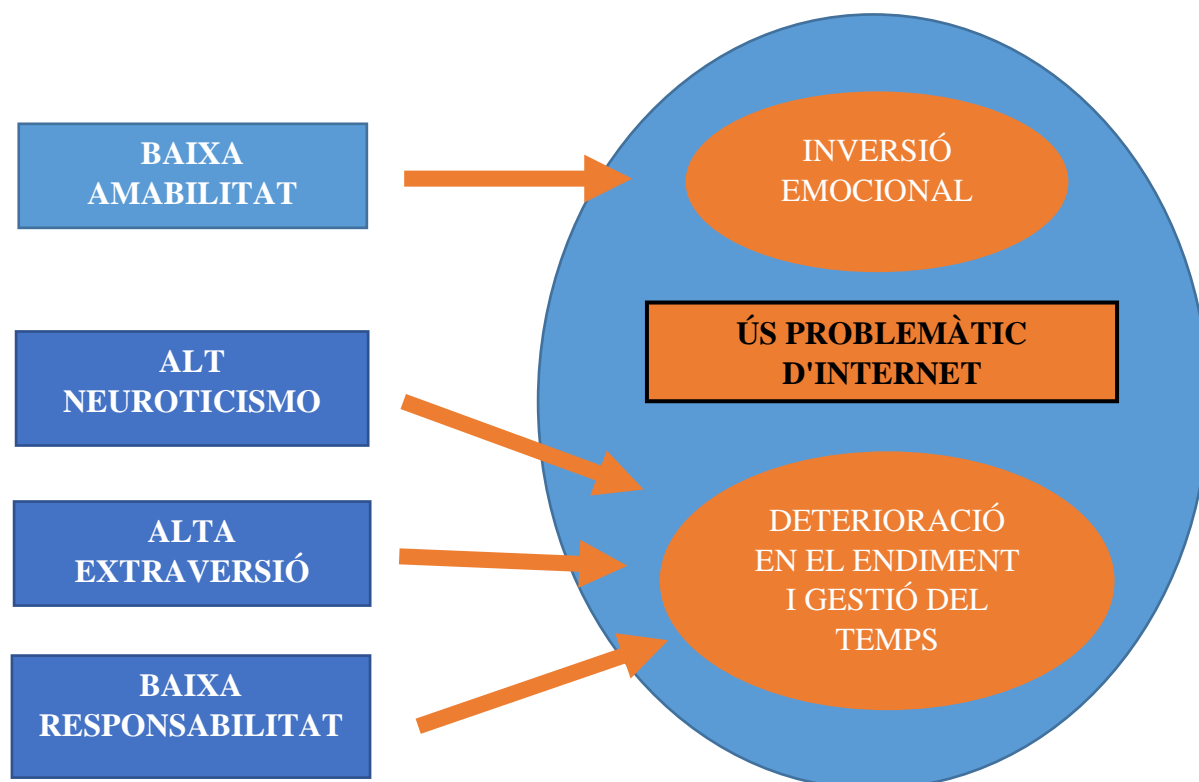 BAIXA
AMABILITAT
INVERSIÓ
EMOCIONAL
ÚS PROBLEMÀTIC
D'INTERNET
ALT
NEUROTICISMO
ALTA
EXTRAVERSIÓ
DETERIORACIÓ
EN EL ENDIMENT
I GESTIÓ DEL
TEMPS
BAIXA
RESPONSABILITAT